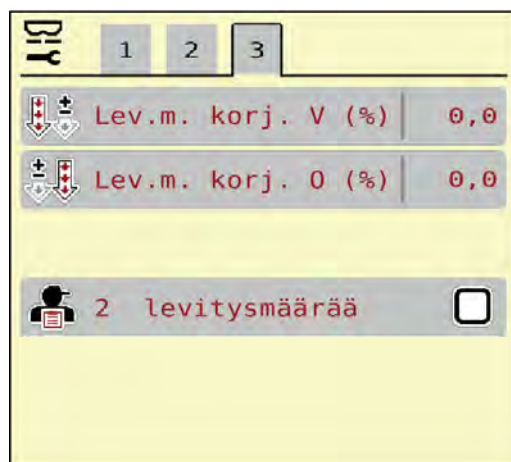 1 2 3
Lev.m. korj. V (%) 0,0
Lev.m. korj. O (%) 0,0
2 levitysmäärää